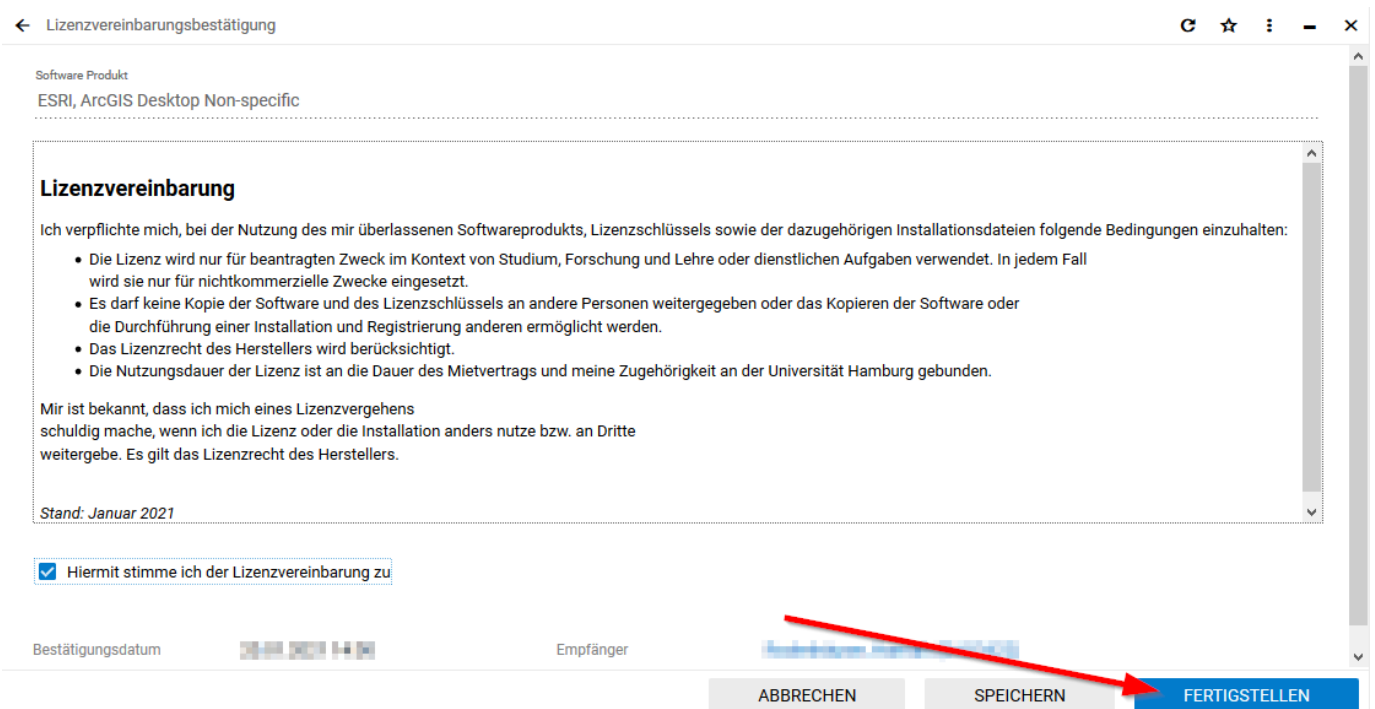 Lizenzvereinbarungsbestätigung
Software Produkt
ESRI, ArcGIS Desktop Non-specific
Lizenzvereinbarung
Ich verpflichte mich, bei der Nutzung des mir überlassenen Softwareprodukts, Lizenzschlüssels sowie der dazugehörigen Installationsdateien folgende Bedingungen einzuhalten:
• Die Lizenz wird nur für beantragten Zweck im Kontext von Studium, Forschung und Lehre oder dienstlichen Aufgaben verwendet. In jedem Fall
wird sie nur für nichtkommerzielle Zwecke eingesetzt.
• Es darf keine Kopie der Software und des Lizenzschlüssels an andere Personen weitergegeben oder das Kopieren der Software oder
die Durchführung einer Installation und Registrierung anderen ermöglicht werden.
• Das Lizenzrecht des Herstellers wird berücksichtigt.
• Die Nutzungsdauer der Lizenz ist an die Dauer des Mietvertrags und meine Zugehörigkeit an der Universität Hamburg gebunden.
Mir ist bekannt, dass ich mich eines Lizenzvergehens
schuldig mache, wenn ich die Lizenz oder die Installation anders nutze bzw. an Dritte
weitergebe. Es gilt das Lizenzrecht des Herstellers.
Stand: Januar 2021
Hiermit stimme ich der Lizenzvereinbarung zu
Bestätigungsdatum Empfänger
ABBRECHEN SPEICHERN FERTIGSTELLEN